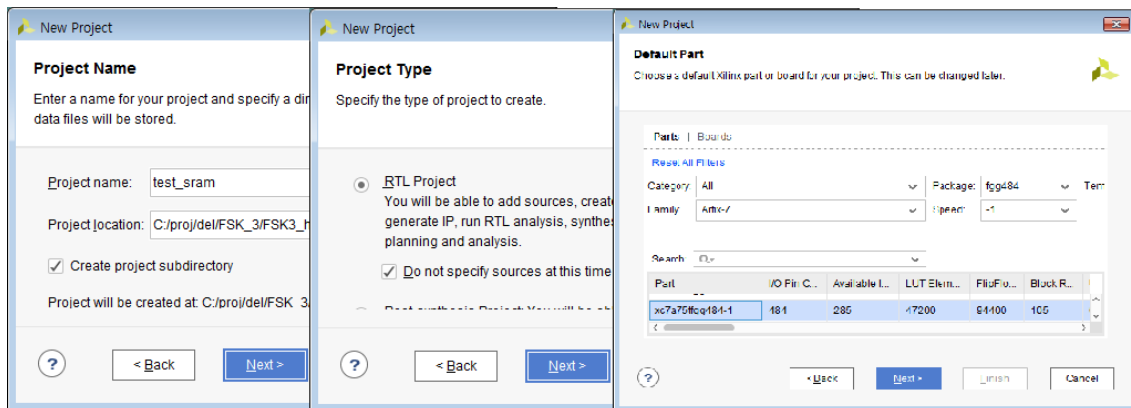 New Project
Project Name
Enter a name for your project and specify a dir
data files will be stored.
Project name: test_sram
Project location: C:/proj/del/FSK_3/FSK3_h
Create project subdirectory
Project will be created at: C:/proj/del/FSK_3/
? < Back Next >
New Project
Project Type
Specify the type of project to create.
RTL Project
You will be able to add sources, create
generate IP, run RTL analysis, synthes
planning and analysis.
Do not specify sources at this time
New Project
Default Part
Choose a default Xilinx part or board for your project. This can be changed later.
Parts | Boards
Reset All Filters
Category: All Package: fgg484 Tem
Family: Artix-7 Speed: -1
Search: Q-
Part I/O Pin C... Available I... LUT Elem... FlipFlo... Block R...
xc7a75tfgg484-1 484 285 47200 94400 105
? < Back Next > Finish Cancel
? < Back Next >